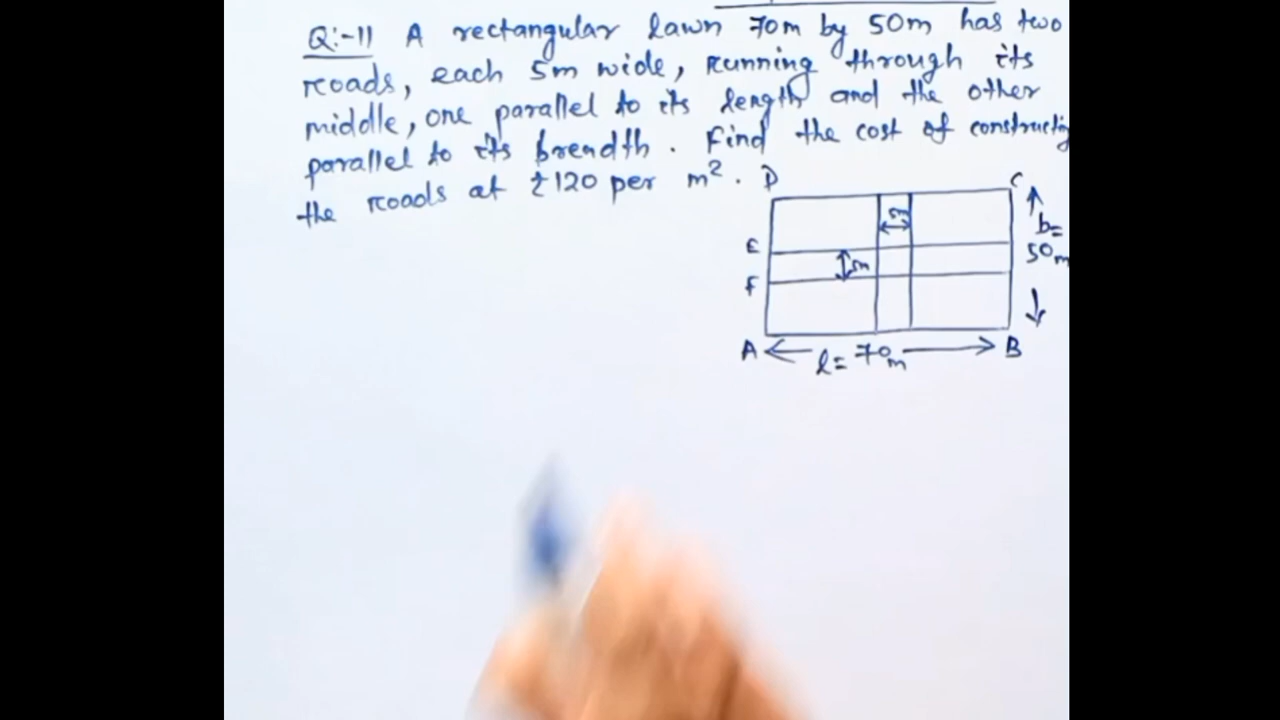 Q:-11 A rectangular lawn 70m by 50m has two
roads, each 5m wide, running through its
middle, one parallel to its length and the other
parallel to its breadth. Find the cost of constructing
the roads at ₹120 per m².
D C
5m
b=
50m
E
5m
F
A B
l= 70m